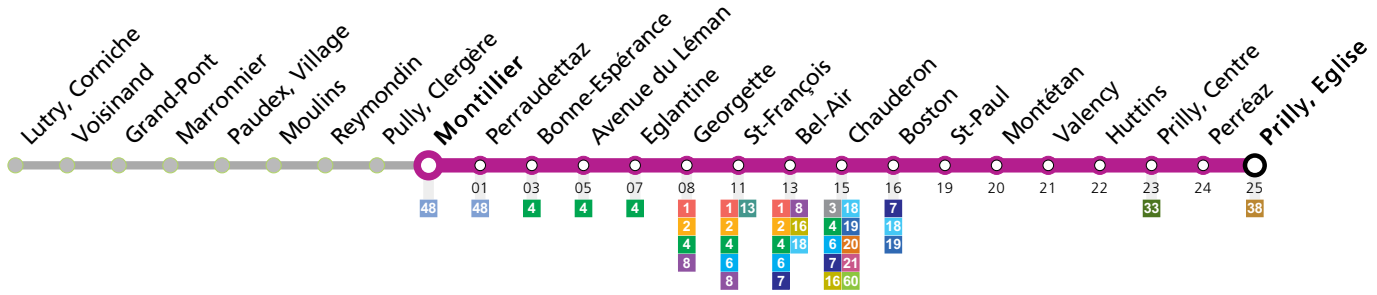 Lutry, Corniche
Voisinand
Grand-Pont
Marronnier
Paudex, Village
Moulins
Reymondin
Pully, Clergère
Montillier
Perraudettaz
Bonne-Espérance
Avenue du Léman
Eglantine
Georgette
St-François
Bel-Air
Chauderon
Boston
St-Paul
Montétan
Valency
Huttins
Prilly, Centre
Perréaz
Prilly, Eglise
01 03 05 07 08 11 13 15 16 19 20 21 22 23 24 25
48 48 4 4 4 1 1 13 1 8 3 18 7 33 38
2 2 2 16 4 19 18
4 4 4 18 6 20 19
8 6 6 7 21
8 7 16 60